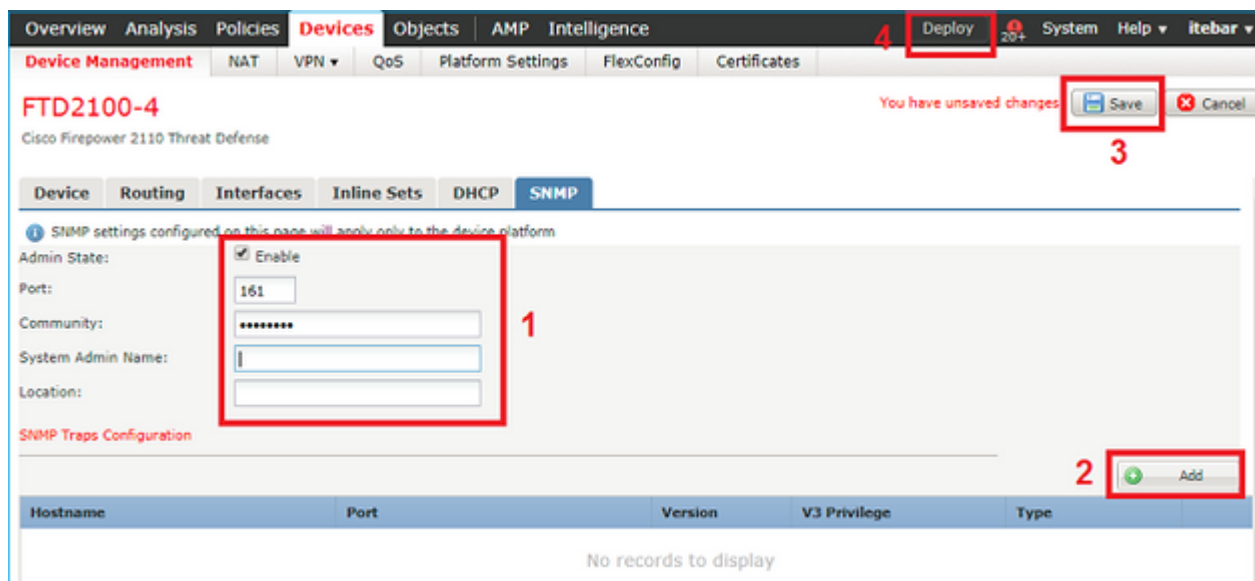 Overview Analysis Policies Devices Objects AMP Intelligence 4 Deploy 20+ System Help itebar
Device Management NAT VPN QoS Platform Settings FlexConfig Certificates
FTD2100-4
You have unsaved changes Save Cancel
Cisco Firepower 2110 Threat Defense
3
Device Routing Interfaces Inline Sets DHCP SNMP
SNMP settings configured on this page will apply only to the device platform
Admin State: Enable
Port: 161
Community: ••••••••
1
System Admin Name:
Location:
SNMP Traps Configuration
2 Add
Hostname Port Version V3 Privilege Type
No records to display